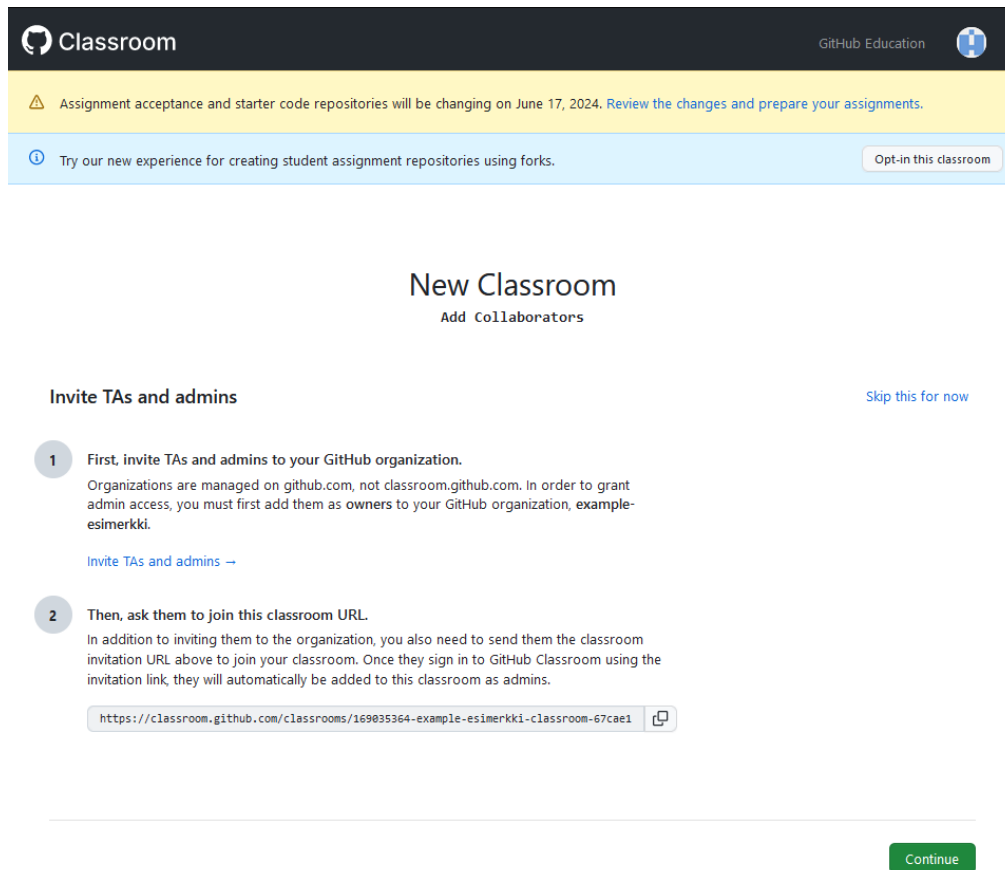 Classroom
GitHub Education
Assignment acceptance and starter code repositories will be changing on June 17, 2024. Review the changes and prepare your assignments.
Try our new experience for creating student assignment repositories using forks.
Opt-in this classroom
New Classroom
Add Collaborators
Invite TAs and admins
Skip this for now
1
First, invite TAs and admins to your GitHub organization.
Organizations are managed on github.com, not classroom.github.com. In order to grant
admin access, you must first add them as owners to your GitHub organization, example-
esimerkki.
Invite TAs and admins →
2
Then, ask them to join this classroom URL.
In addition to inviting them to the organization, you also need to send them the classroom
invitation URL above to join your classroom. Once they sign in to GitHub Classroom using the
invitation link, they will automatically be added to this classroom as admins.
https://classroom.github.com/classrooms/169035364-example-esimerkki-classroom-67cae1
Continue